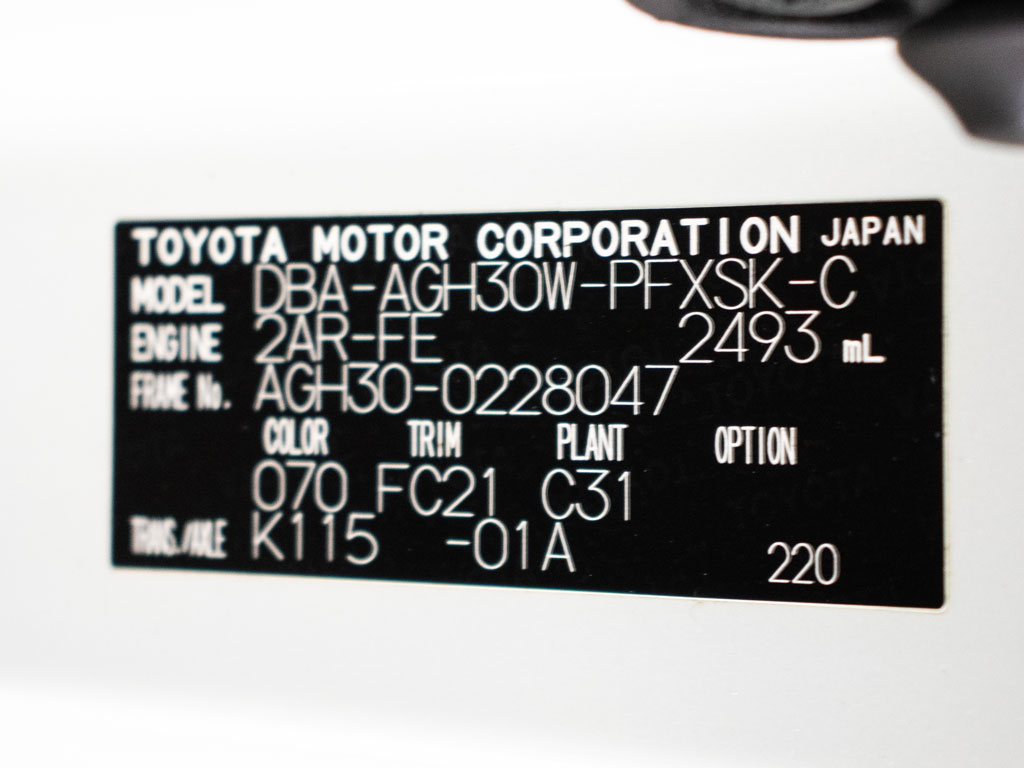 TOYOTA MOTOR CORPORATION JAPAN
MODEL DBA-AGH30W-PFXSK-C
ENGINE 2AR-FE 2493 mL
FRAME No. AGH30-0228047
COLOR TRIM PLANT OPTION
070 FC21 C31
TRANS./AXLE K115 -01A 220